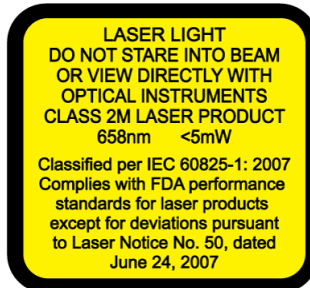 LASER LIGHT
DO NOT STARE INTO BEAM
OR VIEW DIRECTLY WITH
OPTICAL INSTRUMENTS
CLASS 2M LASER PRODUCT
658nm <5mW
Classified per IEC 60825-1: 2007
Complies with FDA performance
standards for laser products
except for deviations pursuant
to Laser Notice No. 50, dated
June 24, 2007